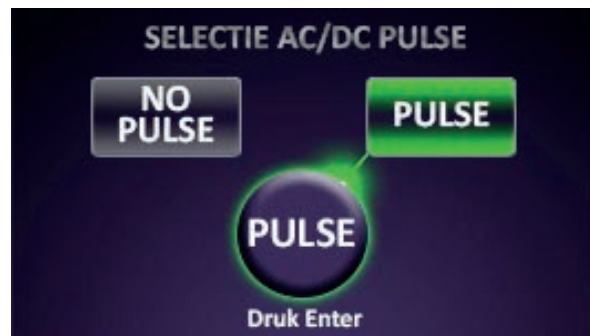 SELECTIE AC/DC PULSE
NO
PULSE
PULSE
PULSE
Druk Enter